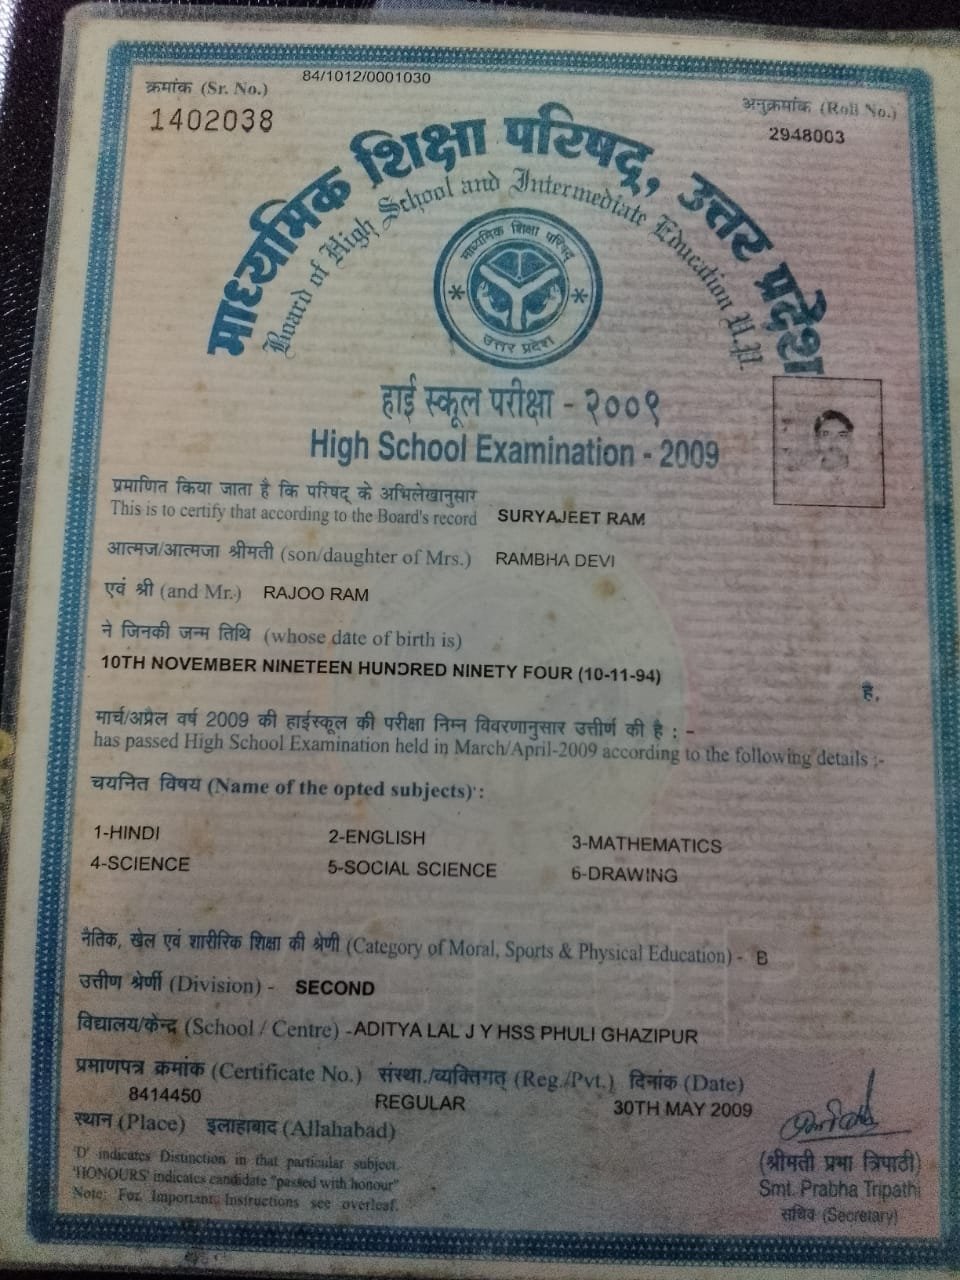 84/1012/0001030
क्रमांक (Sr. No.)
1402038
अनुक्रमांक (Roll No.)
2948003
माध्यमिक शिक्षा परिषद्, उत्तर प्रदेश
Board of High School and Intermediate Education U.P.
माध्यमिक शिक्षा परिषद्
उत्तर प्रदेश
हाई स्कूल परीक्षा - २००९
High School Examination - 2009
प्रमाणित किया जाता है कि परिषद् के अभिलेखानुसार
This is to certify that according to the Board's record SURYAJEET RAM
आत्मज/आत्मजा श्रीमती (son/daughter of Mrs.) RAMBHA DEVI
एवं श्री (and Mr.) RAJOO RAM
ने जिनकी जन्म तिथि (whose date of birth is)
10TH NOVEMBER NINETEEN HUNDRED NINETY FOUR (10-11-94)
है,
मार्च/अप्रैल वर्ष 2009 की हाईस्कूल की परीक्षा निम्न विवरणानुसार उत्तीर्ण की है : -
has passed High School Examination held in March/April-2009 according to the following details :-
चयनित विषय (Name of the opted subjects) :
1-HINDI 2-ENGLISH 3-MATHEMATICS
4-SCIENCE 5-SOCIAL SCIENCE 6-DRAWING
नैतिक, खेल एवं शारीरिक शिक्षा की श्रेणी (Category of Moral, Sports & Physical Education) - B
उत्तीण श्रेणी (Division) - SECOND
विद्यालय/केन्द्र (School / Centre) - ADITYA LAL J Y HSS PHULI GHAZIPUR
प्रमाणपत्र क्रमांक (Certificate No.) संस्था./व्यक्तिगत् (Reg./Pvt.) दिनांक (Date)
8414450 REGULAR 30TH MAY 2009
स्थान (Place) इलाहाबाद (Allahabad)
'D' indicates Distinction in that particular subject.
'HONOURS' indicates candidate "passed with honour"
Note: For Important Instructions see overleaf.
(श्रीमती प्रभा त्रिपाठी)
Smt. Prabha Tripathi
सचिव (Secretary)